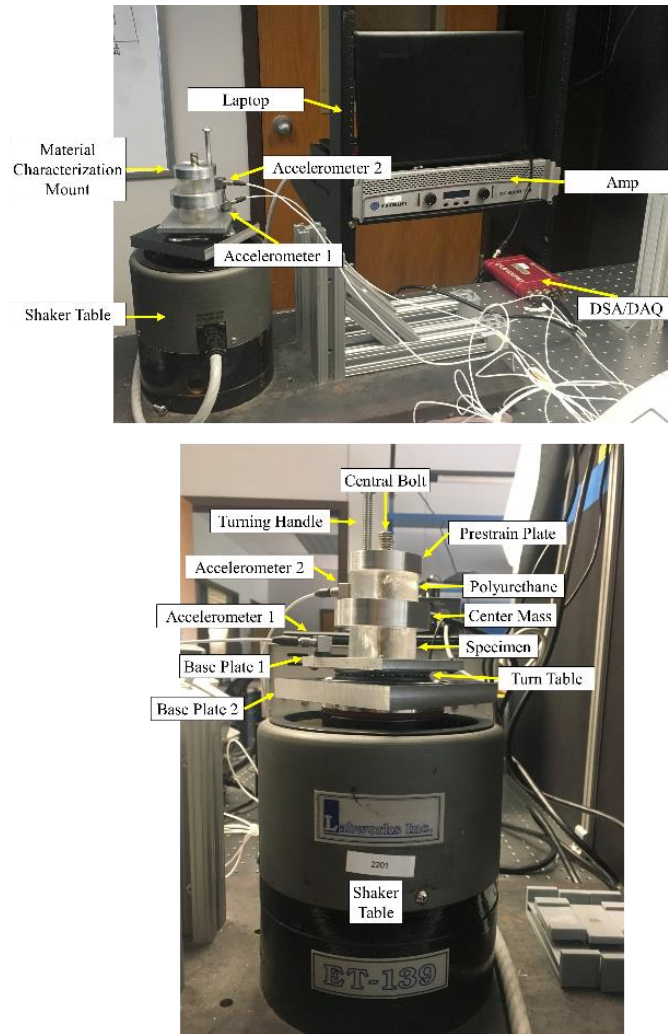 Laptop
Material
Characterization
Mount
Accelerometer 2
Amp
Accelerometer 1
Shaker Table
DSA/DAQ
Central Bolt
Turning Handle
Prestrain Plate
Accelerometer 2
Polyurethane
Accelerometer 1
Center Mass
Specimen
Base Plate 1
Turn Table
Base Plate 2
Labworks Inc.
2201
Shaker
Table
ET-139